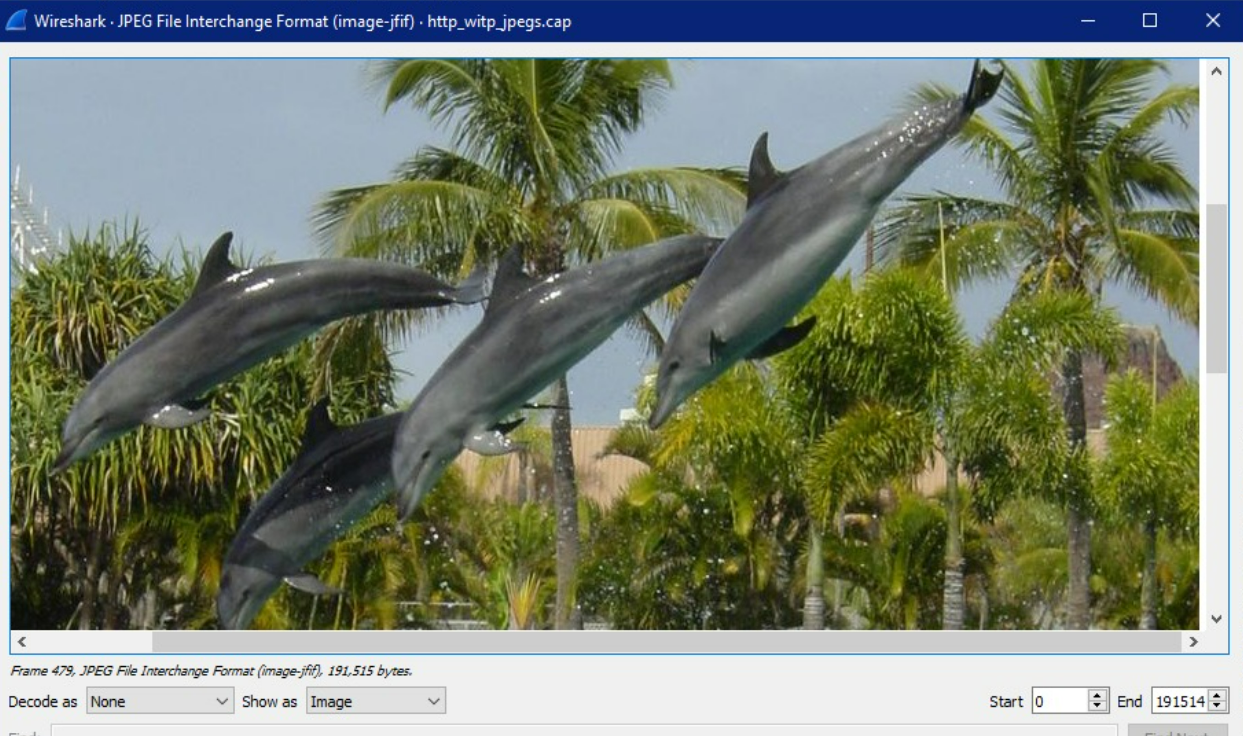 Wireshark · JPEG File Interchange Format (image-jfif) · http_witp_jpegs.cap
Frame 479, JPEG File Interchange Format (image-jfif), 191,515 bytes.
Decode as None Show as Image Start 0 End 191514
Find: Find Next